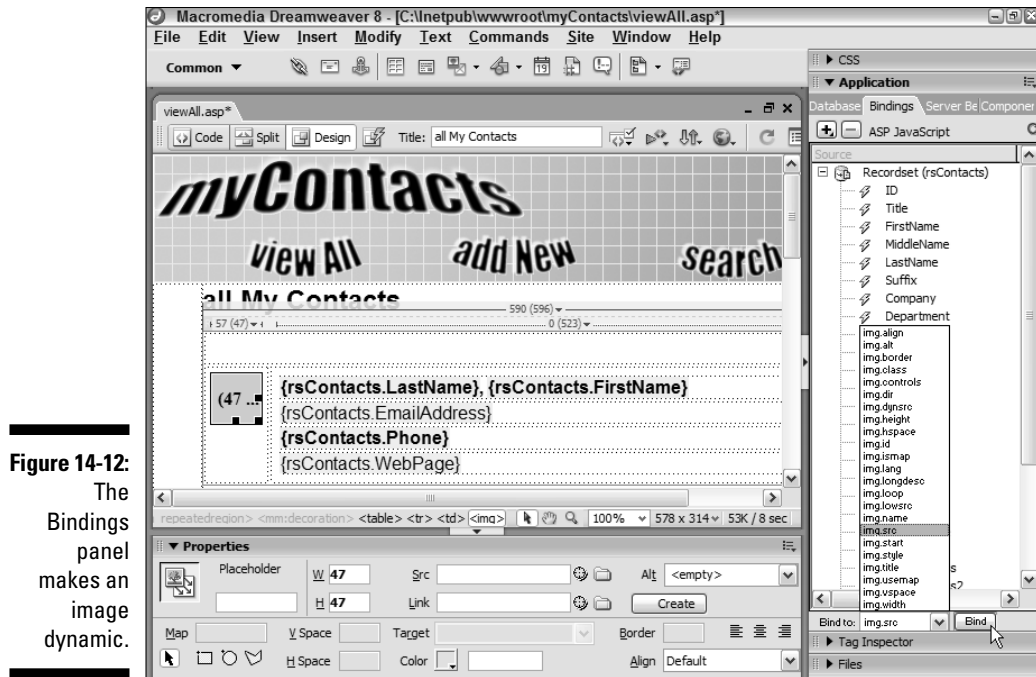 Macromedia Dreamweaver 8 - [C:\Inetpub\wwwroot\myContacts\viewAll.asp*]
File Edit View Insert Modify Text Commands Site Window Help
Common
viewAll.asp*
Code Split Design Title: all My Contacts
myContacts
view All add New search
all My Contacts
590 (596)
57 (47) 0 (523)
(47 ...
{rsContacts.LastName}, {rsContacts.FirstName}
{rsContacts.EmailAddress}
{rsContacts.Phone}
{rsContacts.WebPage}
repeatedregion> <mm:decoration> <table> <tr> <td> <img> 100% 578 x 314 53K / 8 sec
Properties
Placeholder W 47 Src Alt <empty>
H 47 Link Create
Map V Space Target Border
H Space Color Align Default
CSS
Application
Database Bindings Server Be Componer
ASP JavaScript
Source
Recordset (rsContacts)
ID
Title
FirstName
MiddleName
LastName
Suffix
Company
Department
img.align
img.alt
img.border
img.class
img.controls
img.dir
img.dynsrc
img.height
img.hspace
img.id
img.ismap
img.lang
img.longdesc
img.loop
img.lowsrc
img.name
img.src
img.start
img.style
img.title
img.usemap
img.vspace
img.width
s
s2
Bind to: img.src Bind
Tag Inspector
Files
Figure 14-12:
The
Bindings
panel
makes an
image
dynamic.